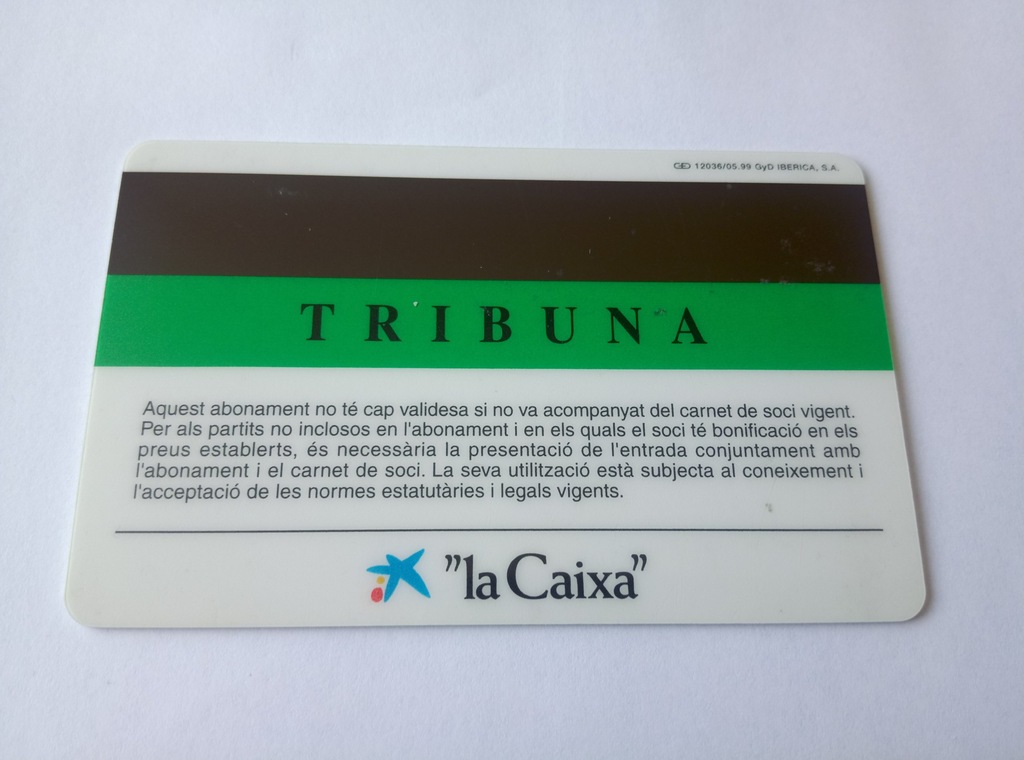 GD 12036/05.99 GyD IBERICA, S.A.
TRIBUNA
Aquest abonament no té cap validesa si no va acompanyat del carnet de soci vigent.
Per als partits no inclosos en l'abonament i en els quals el soci té bonificació en els
preus establerts, és necessària la presentació de l'entrada conjuntament amb
l'abonament i el carnet de soci. La seva utilització està subjecta al coneixement i
l'acceptació de les normes estatutàries i legals vigents.
"la Caixa"